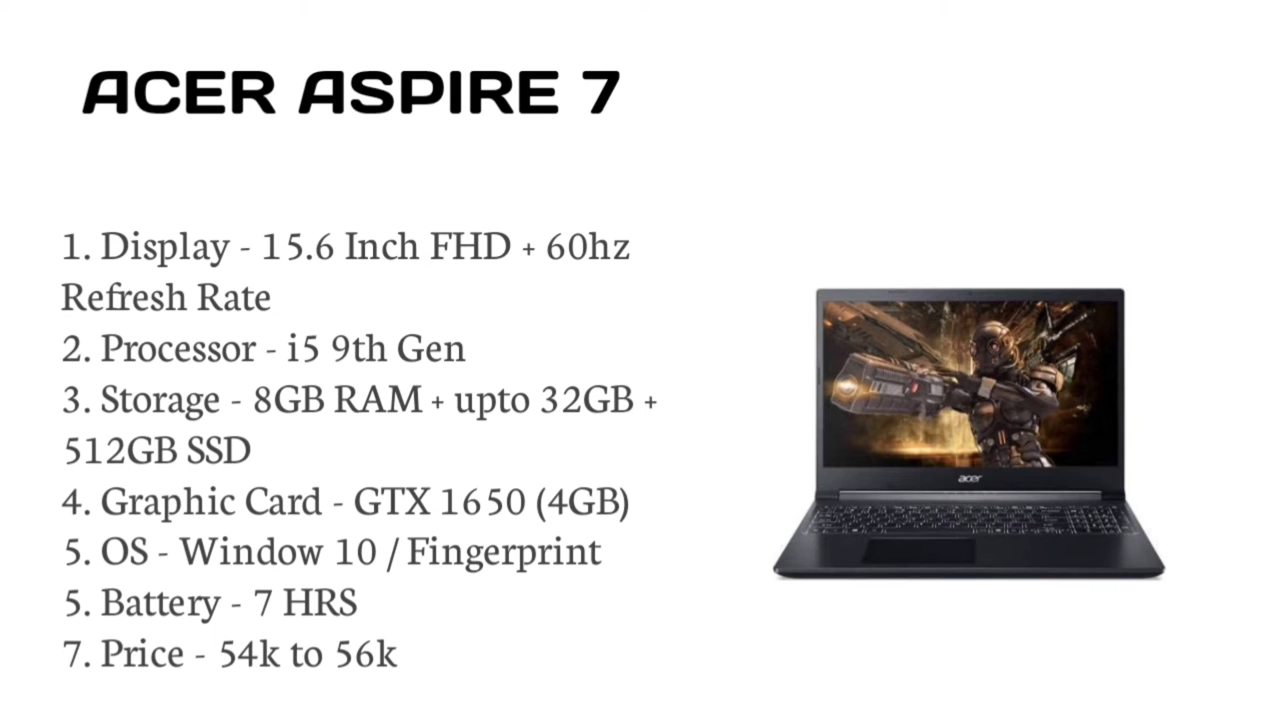 ACER ASPIRE 7
1. Display - 15.6 Inch FHD + 60hz
Refresh Rate
2. Processor - i5 9th Gen
3. Storage - 8GB RAM + upto 32GB +
512GB SSD
4. Graphic Card - GTX 1650 (4GB)
5. OS - Window 10 / Fingerprint
5. Battery - 7 HRS
7. Price - 54k to 56k
acer